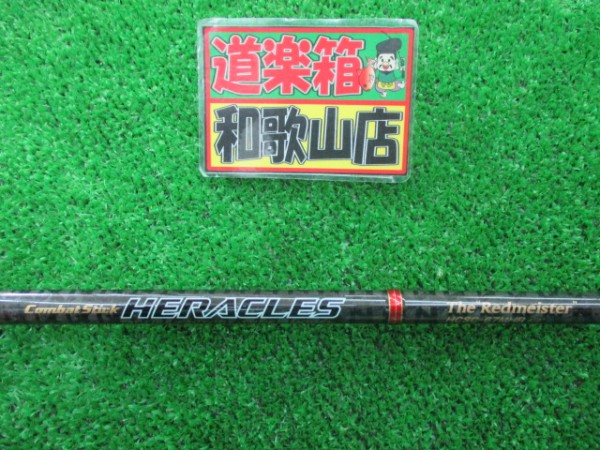 道楽箱
和歌山店
Combat Stick HERACLES The "Redmeister"